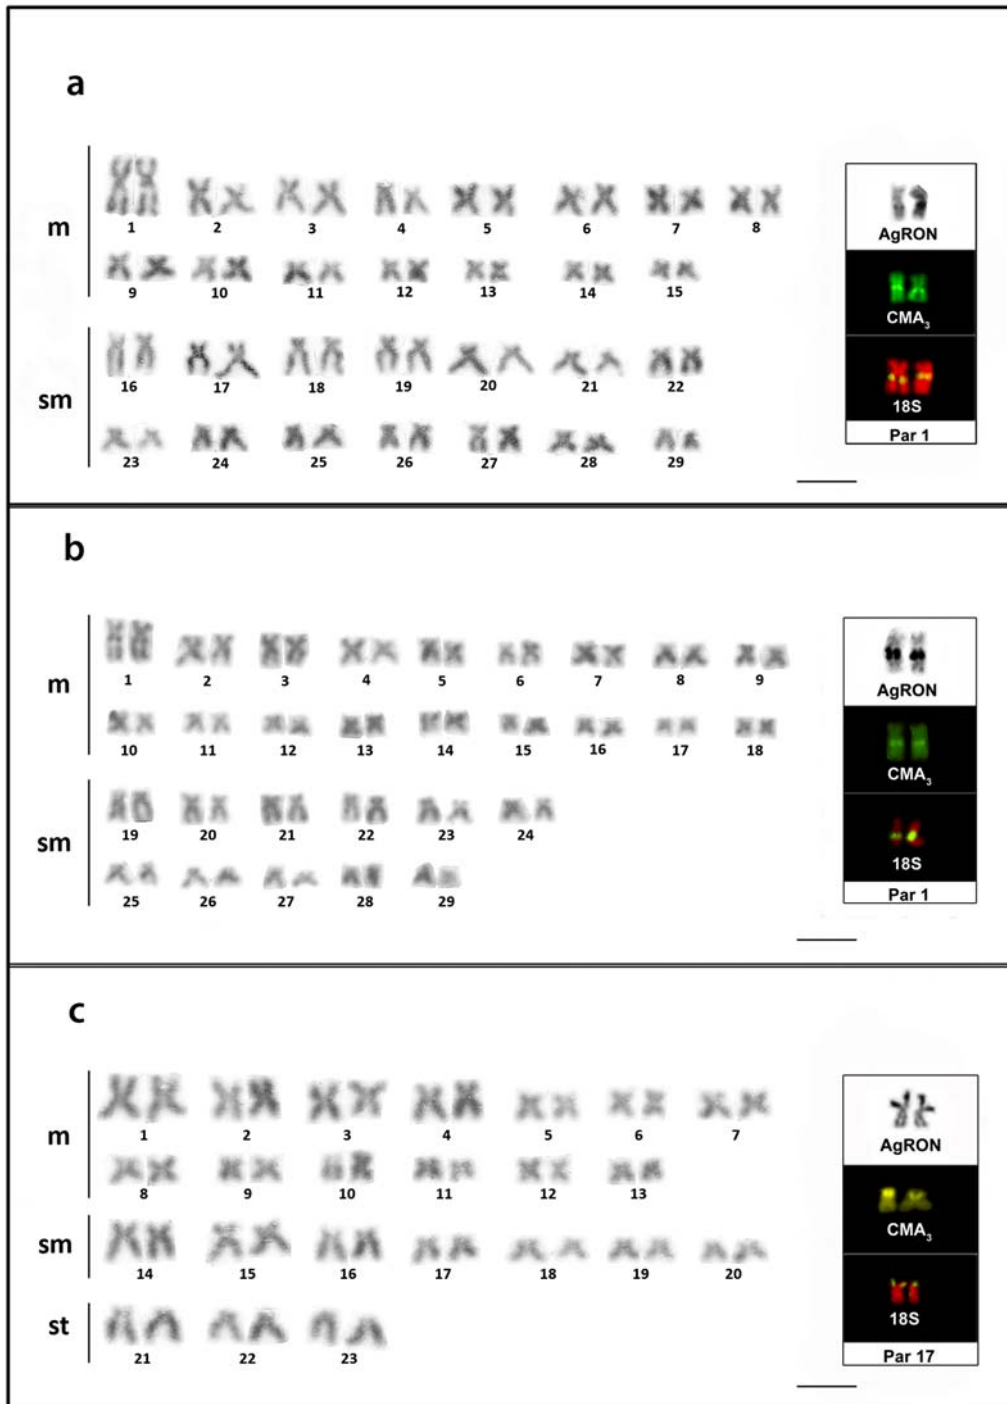 a
m
1 2 3 4 5 6 7 8
9 10 11 12 13 14 15
sm
16 17 18 19 20 21 22
23 24 25 26 27 28 29
AgRON
CMA₃
18S
Par 1
b
m
1 2 3 4 5 6 7 8 9
10 11 12 13 14 15 16 17 18
sm
19 20 21 22 23 24
25 26 27 28 29
AgRON
CMA₃
18S
Par 1
c
m
1 2 3 4 5 6 7
8 9 10 11 12 13
sm
14 15 16 17 18 19 20
st
21 22 23
AgRON
CMA₃
18S
Par 17